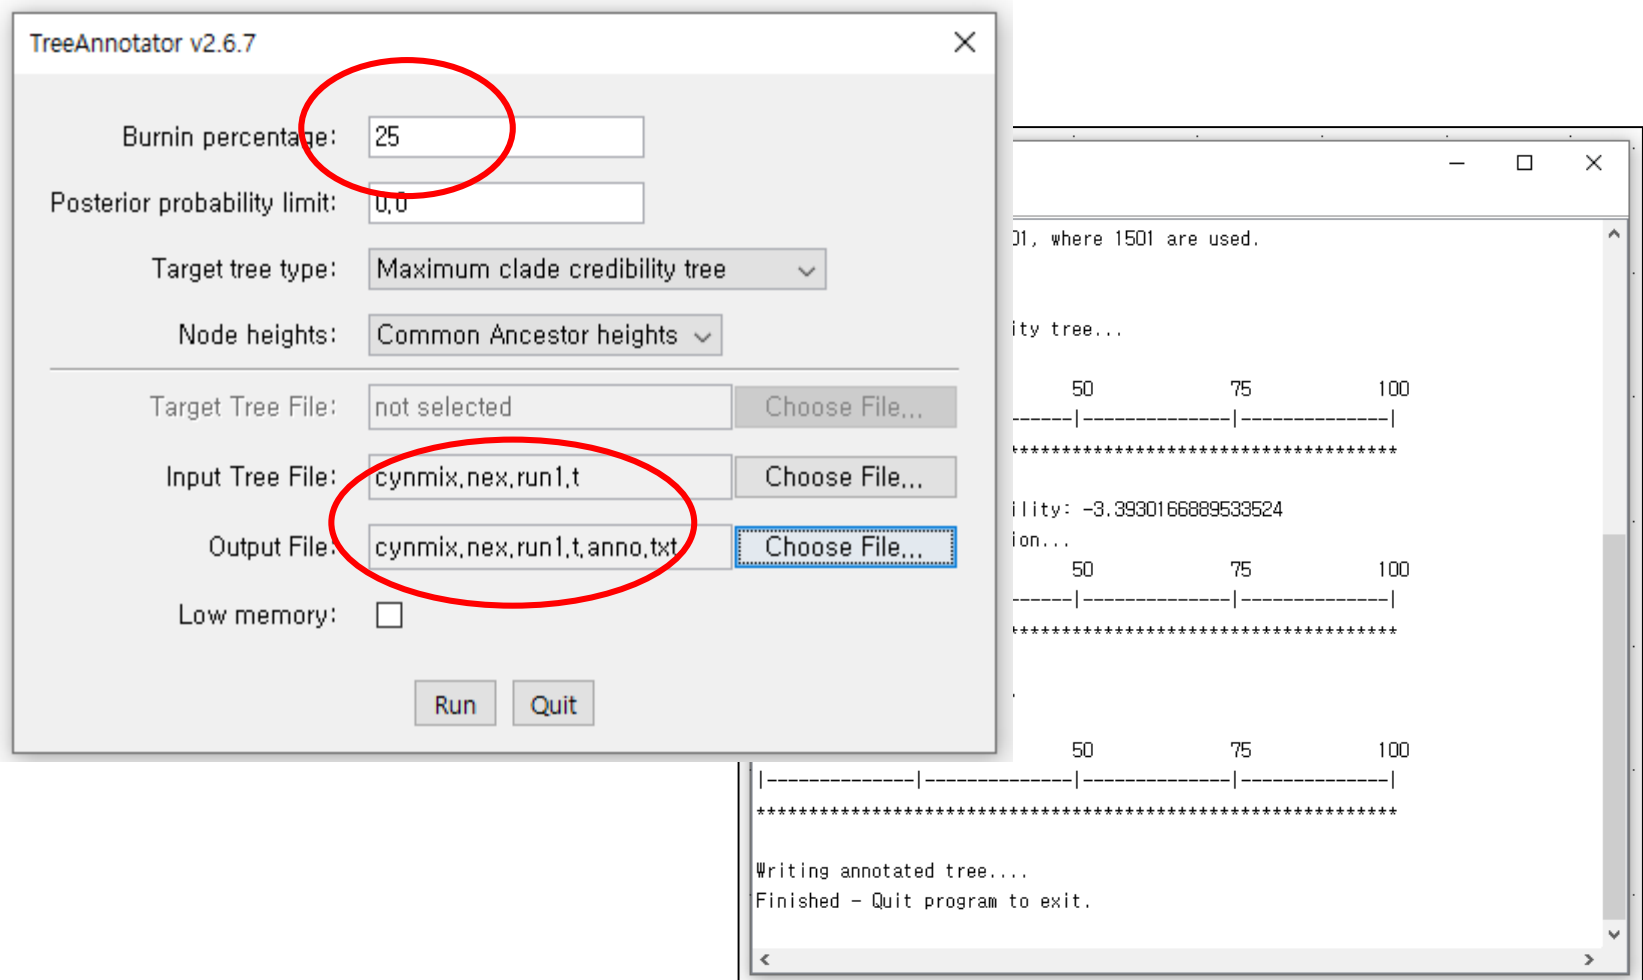 TreeAnnotator v2.6.7
Burnin percentage: 25
Posterior probability limit: 0,0
Target tree type: Maximum clade credibility tree
Node heights: Common Ancestor heights
Target Tree File: not selected Choose File,,,
Input Tree File: cynmix,nex,run1,t Choose File,,,
Output File: cynmix,nex,run1,t,anno,txt Choose File,,,
Low memory:
Run Quit
01, where 1501 are used.
ity tree...
50 75 100
------|--------------|--------------|
*************************************
ility: -3.3930166889533524
ion...
50 75 100
------|--------------|--------------|
*************************************
.
50 75 100
|--------------|--------------|--------------|--------------|
*************************************************************
Writing annotated tree....
Finished - Quit program to exit.